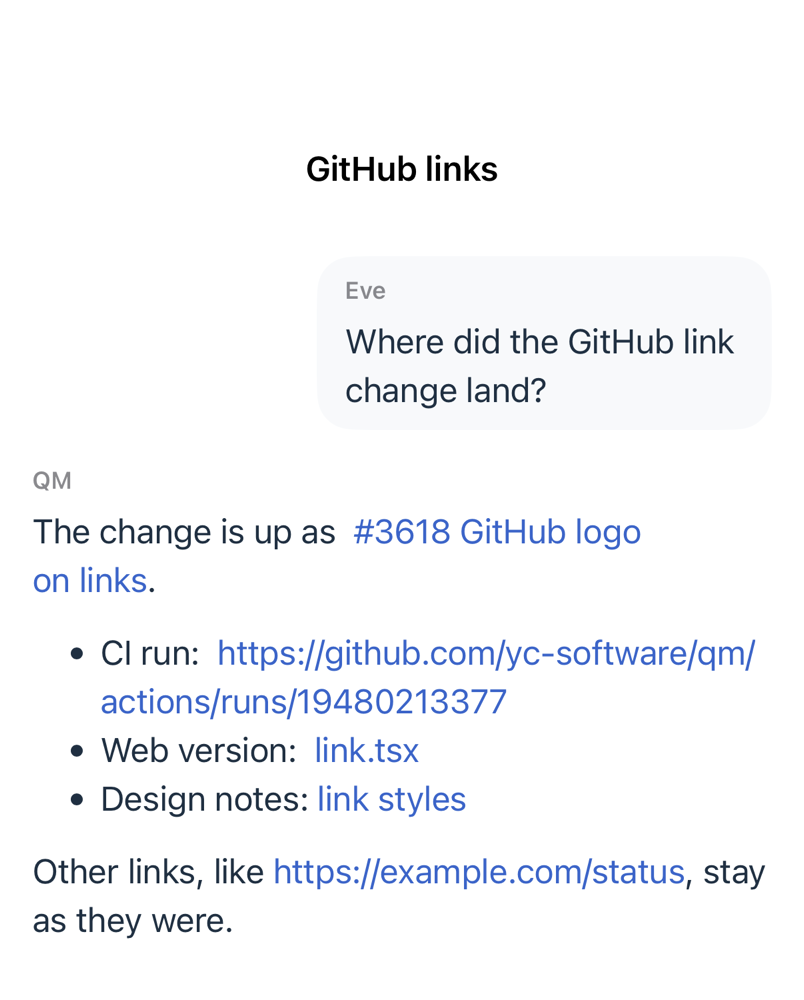 GitHub links
Eve
Where did the GitHub link
change land?
QM
The change is up as #3618 GitHub logo
on links.
• CI run: https://github.com/yc-software/qm/
actions/runs/19480213377
• Web version: link.tsx
• Design notes: link styles
Other links, like https://example.com/status, stay
as they were.